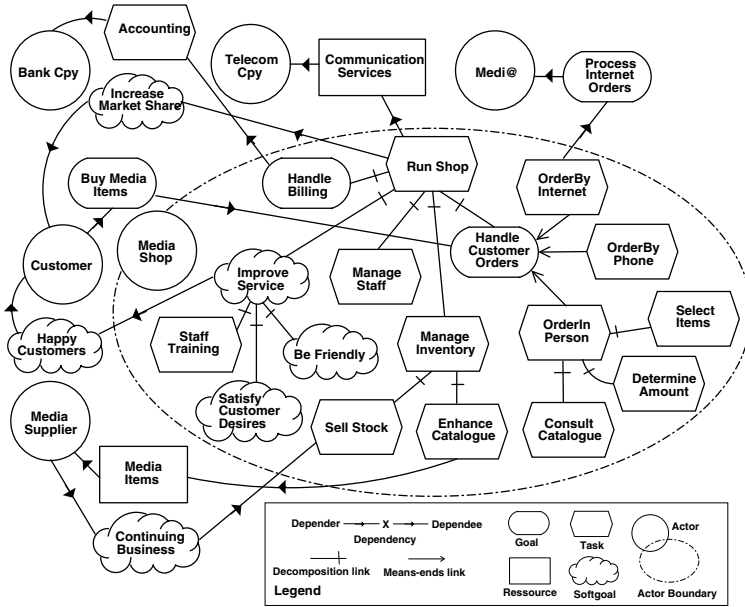 Accounting
Bank Cpy
Telecom
Cpy
Communication
Services
Medi@
Process
Internet
Orders
Increase
Market Share
Run Shop
Buy Media
Items
Handle
Billing
OrderBy
Internet
Customer
Media
Shop
Handle
Customer
Orders
OrderBy
Phone
Improve
Service
Manage
Staff
Happy
Customers
Staff
Training
Be Friendly
Manage
Inventory
OrderIn
Person
Select
Items
Determine
Amount
Media
Supplier
Satisfy
Customer
Desires
Sell Stock
Enhance
Catalogue
Consult
Catalogue
Media
Items
Continuing
Business
Depender
X
Dependee
Dependency
Decomposition link
Means-ends link
Legend
Goal
Task
Actor
Ressource
Softgoal
Actor Boundary